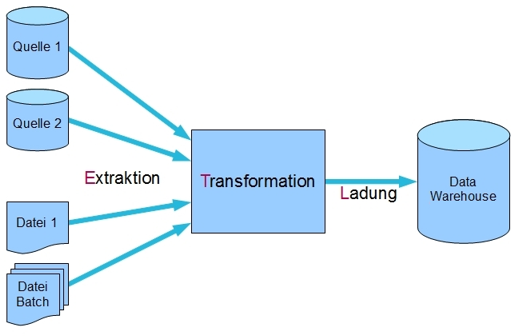 Quelle 1
Quelle 2
Extraktion
Datei 1
Datei
Batch
Transformation
Ladung
Data
Warehouse